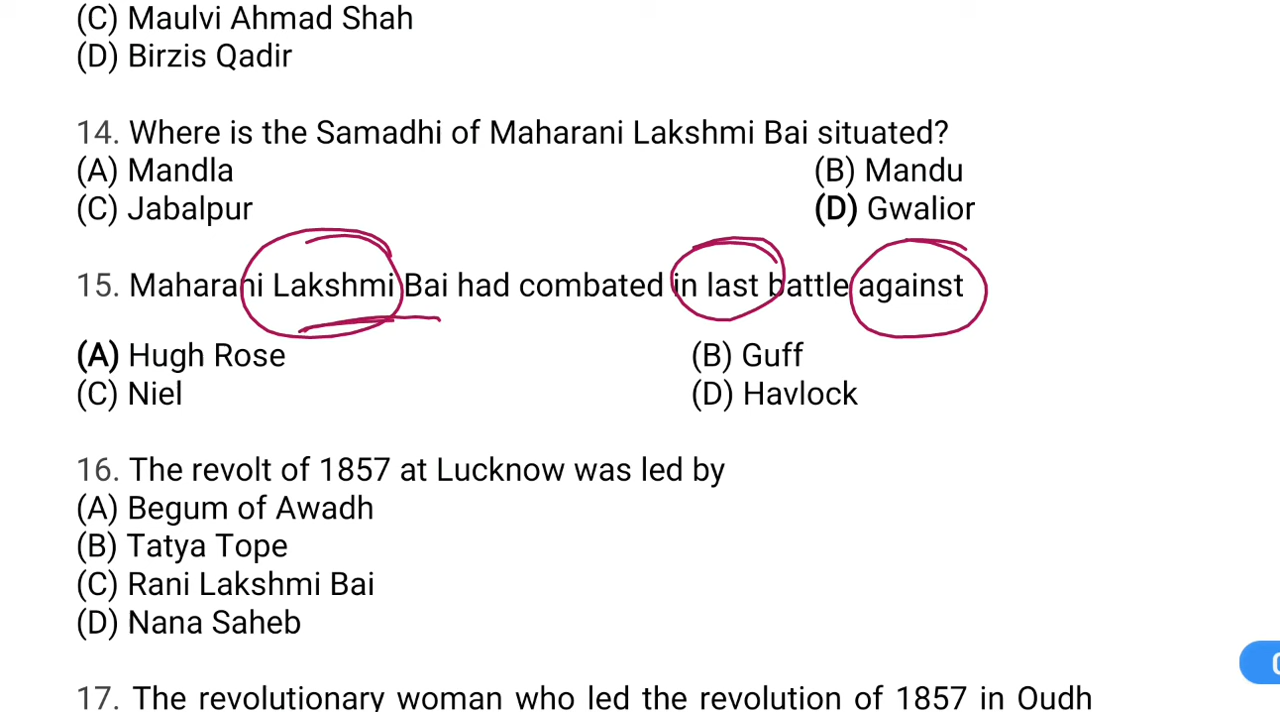 (C) Maulvi Ahmad Shah
(D) Birzis Qadir
14. Where is the Samadhi of Maharani Lakshmi Bai situated?
(A) Mandla (B) Mandu
(C) Jabalpur (D) Gwalior
15. Maharani Lakshmi Bai had combated in last battle against
(A) Hugh Rose (B) Guff
(C) Niel (D) Havlock
16. The revolt of 1857 at Lucknow was led by
(A) Begum of Awadh
(B) Tatya Tope
(C) Rani Lakshmi Bai
(D) Nana Saheb
17. The revolutionary woman who led the revolution of 1857 in Oudh